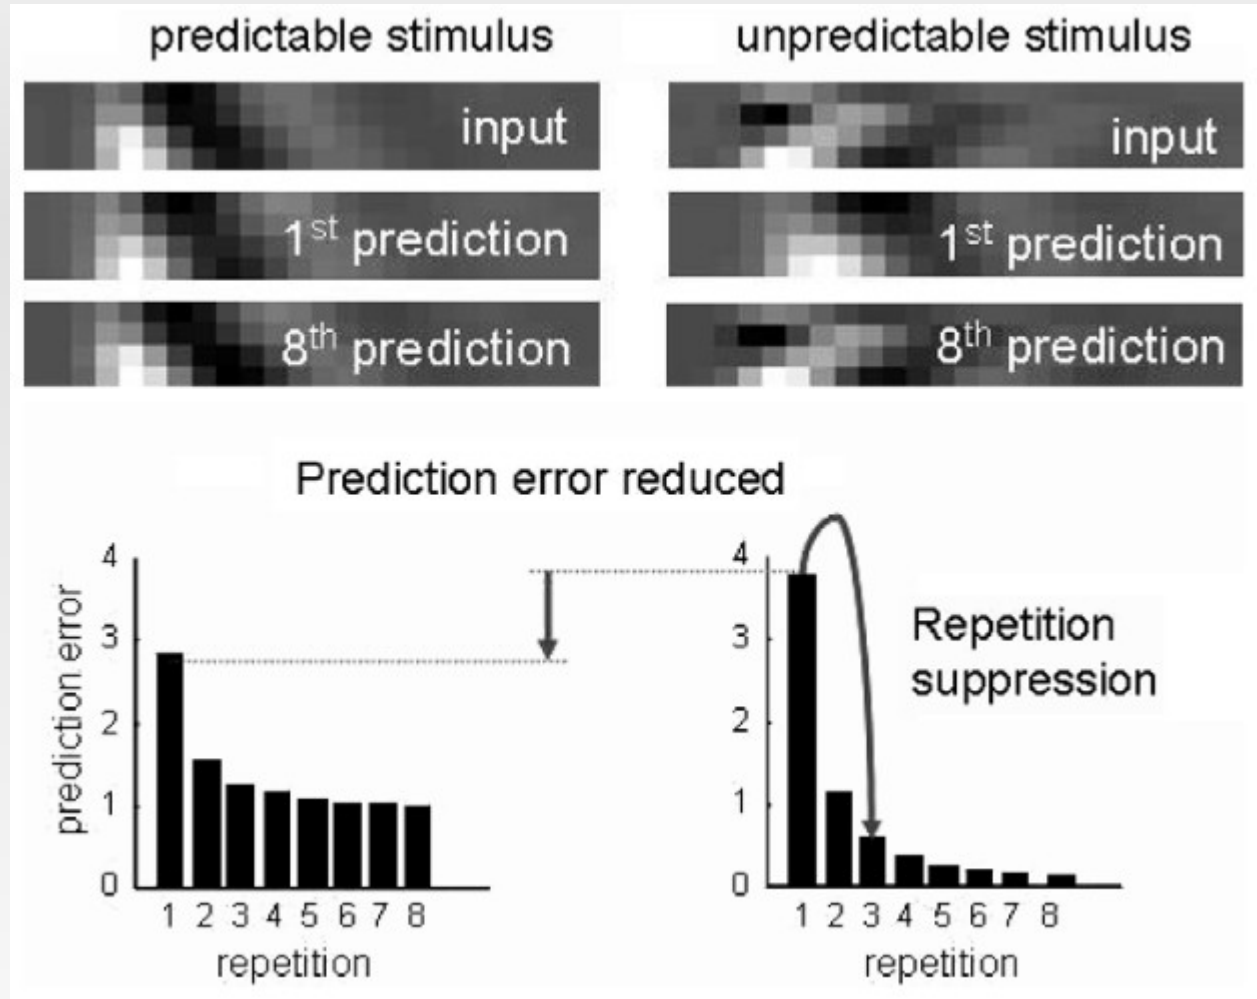 predictable stimulus
unpredictable stimulus
input
input
1st prediction
1st prediction
8th prediction
8th prediction
Prediction error reduced
prediction error
4
3
2
1
0
1 2 3 4 5 6 7 8
repetition
4
3
2
1
0
Repetition
suppression
1 2 3 4 5 6 7 8
repetition